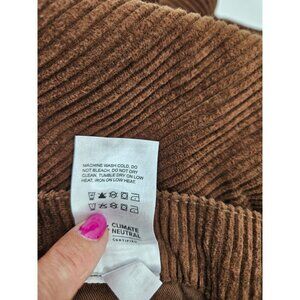 MACHINE WASH COLD, DO
NOT BLEACH, DO NOT DRY
CLEAN, TUMBLE DRY ON LOW
HEAT, IRON ON LOW HEAT.
CLIMATE
NEUTRAL
CERTIFIED